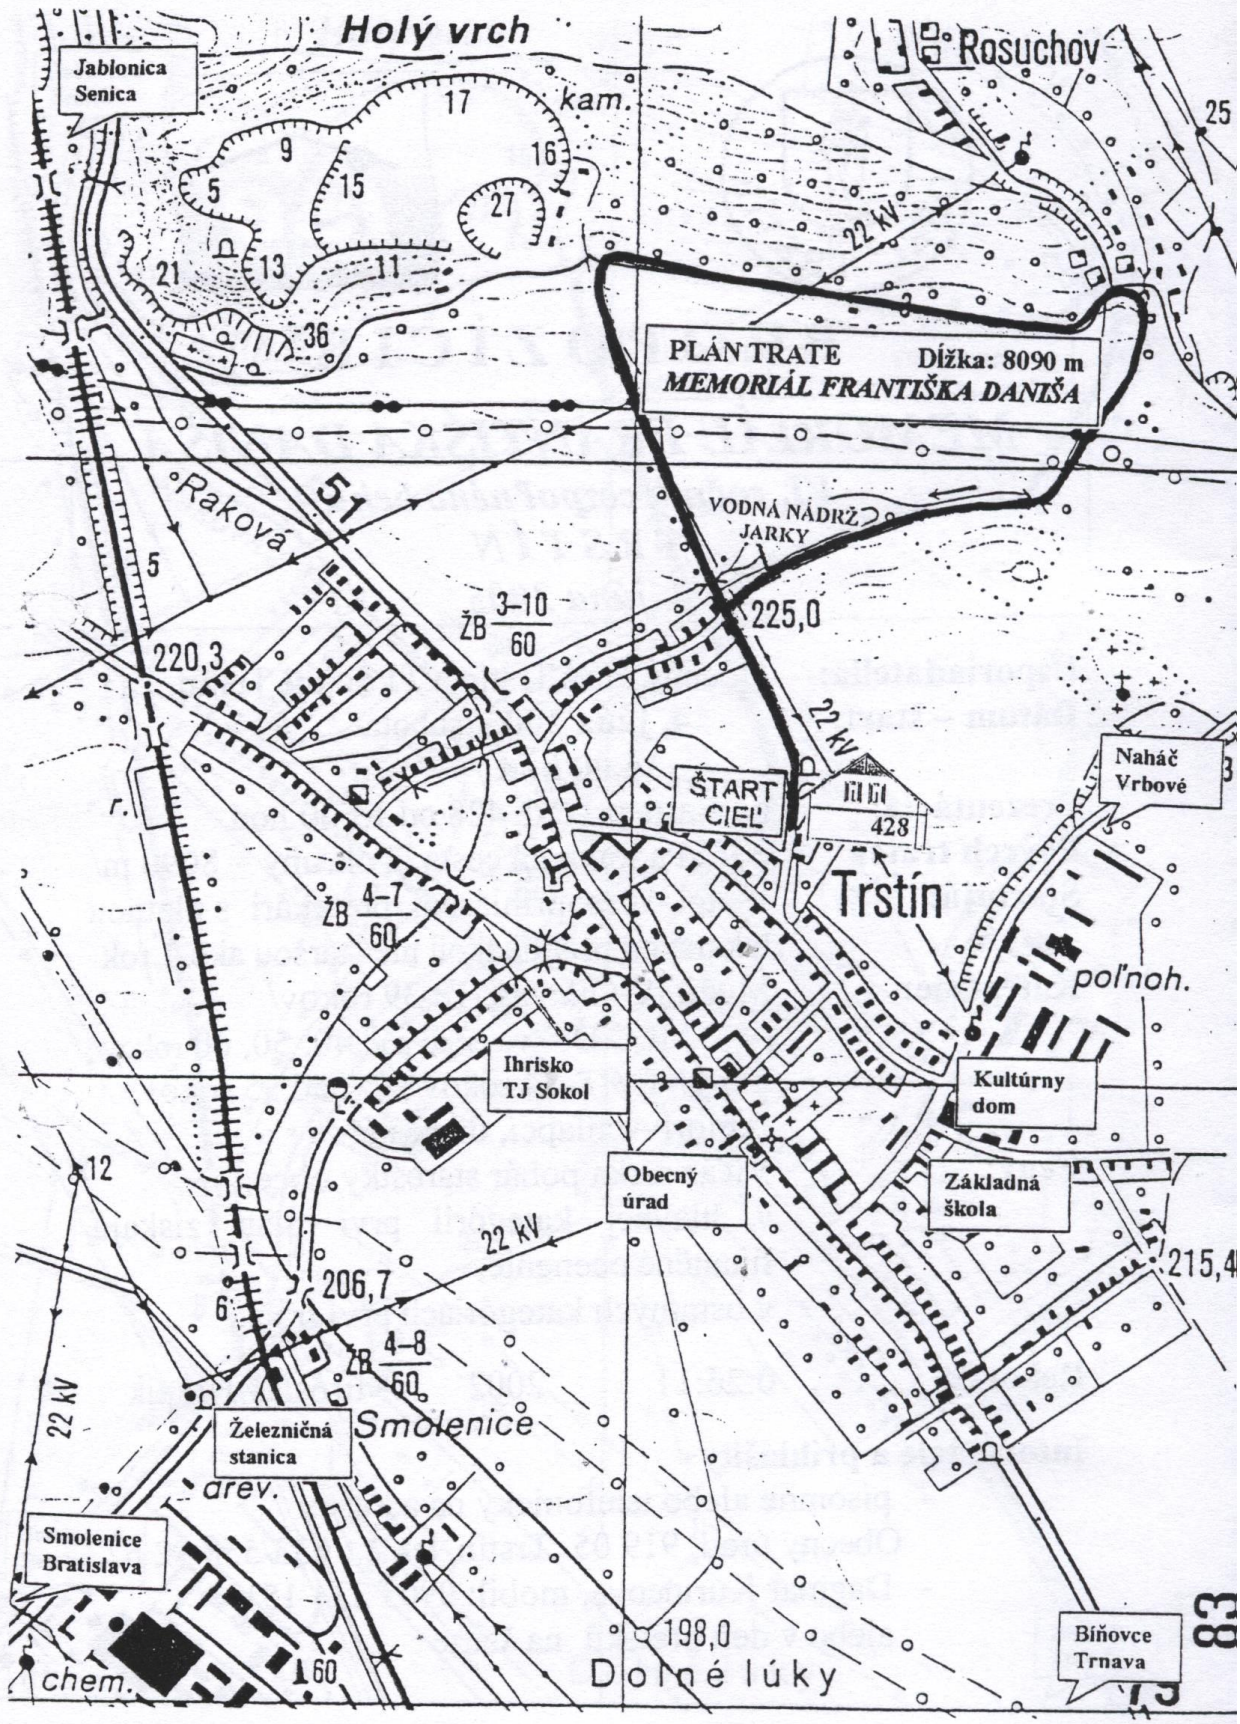 Holý vrch
Rosuchov
Jablonica
Senica
kam.
17
25
9
16
5
15
27
22 kV
21
13
11
36
PLÁN TRATE Dĺžka: 8090 m
MEMORIÁL FRANTIŠKA DANIŠA
51
Raková
VODNÁ NÁDRŽ
JARKY
5
ŽB 3-10
60
225,0
220,3
22 kV
Naháč
Vrbové
ŠTART
CIEĽ
428
r.
Trstín
ŽB 4-7
60
poľnoh.
Ihrisko
TJ Sokol
Kultúrny
dom
12
Obecný
úrad
Základná
škola
22 kV
215,4
206,7
6
ŽB 4-8
60
22 kV
Smolenice
Železničná
stanica
drev.
Smolenice
Bratislava
198,0
83
Bíňovce
Trnava
60
Dolné lúky
chem.